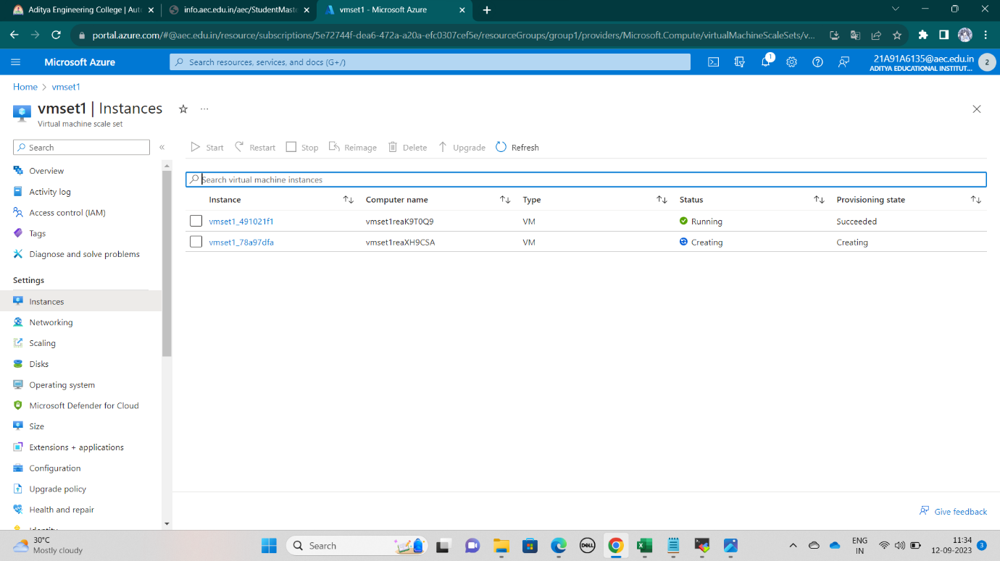 Aditya Engineering College | Aut
info.aec.edu.in/aec/StudentMaste
vmset1 - Microsoft Azure
portal.azure.com/#@aec.edu.in/resource/subscriptions/5e72744f-dea6-472a-a20a-efc0307cef5e/resourceGroups/group1/providers/Microsoft.Compute/virtualMachineScaleSets/v...
Microsoft Azure
Search resources, services, and docs (G+/)
1
21A91A6135@aec.edu.in
ADITYA EDUCATIONAL INSTITUT...
2
Home > vmset1
vmset1 | Instances
Virtual machine scale set
Search
Start Restart Stop Reimage Delete Upgrade Refresh
Overview
Activity log
Access control (IAM)
Tags
Diagnose and solve problems
Settings
Instances
Networking
Scaling
Disks
Operating system
Microsoft Defender for Cloud
Size
Extensions + applications
Configuration
Upgrade policy
Health and repair
Identity
Search virtual machine instances
Instance Computer name Type Status Provisioning state
vmset1_491021f1 vmset1reaK9T0Q9 VM Running Succeeded
vmset1_78a97dfa vmset1reaXH9CSA VM Creating Creating
Give feedback
30°C
Mostly cloudy
Search
DELL
ENG
IN
11:34
12-09-2023
3